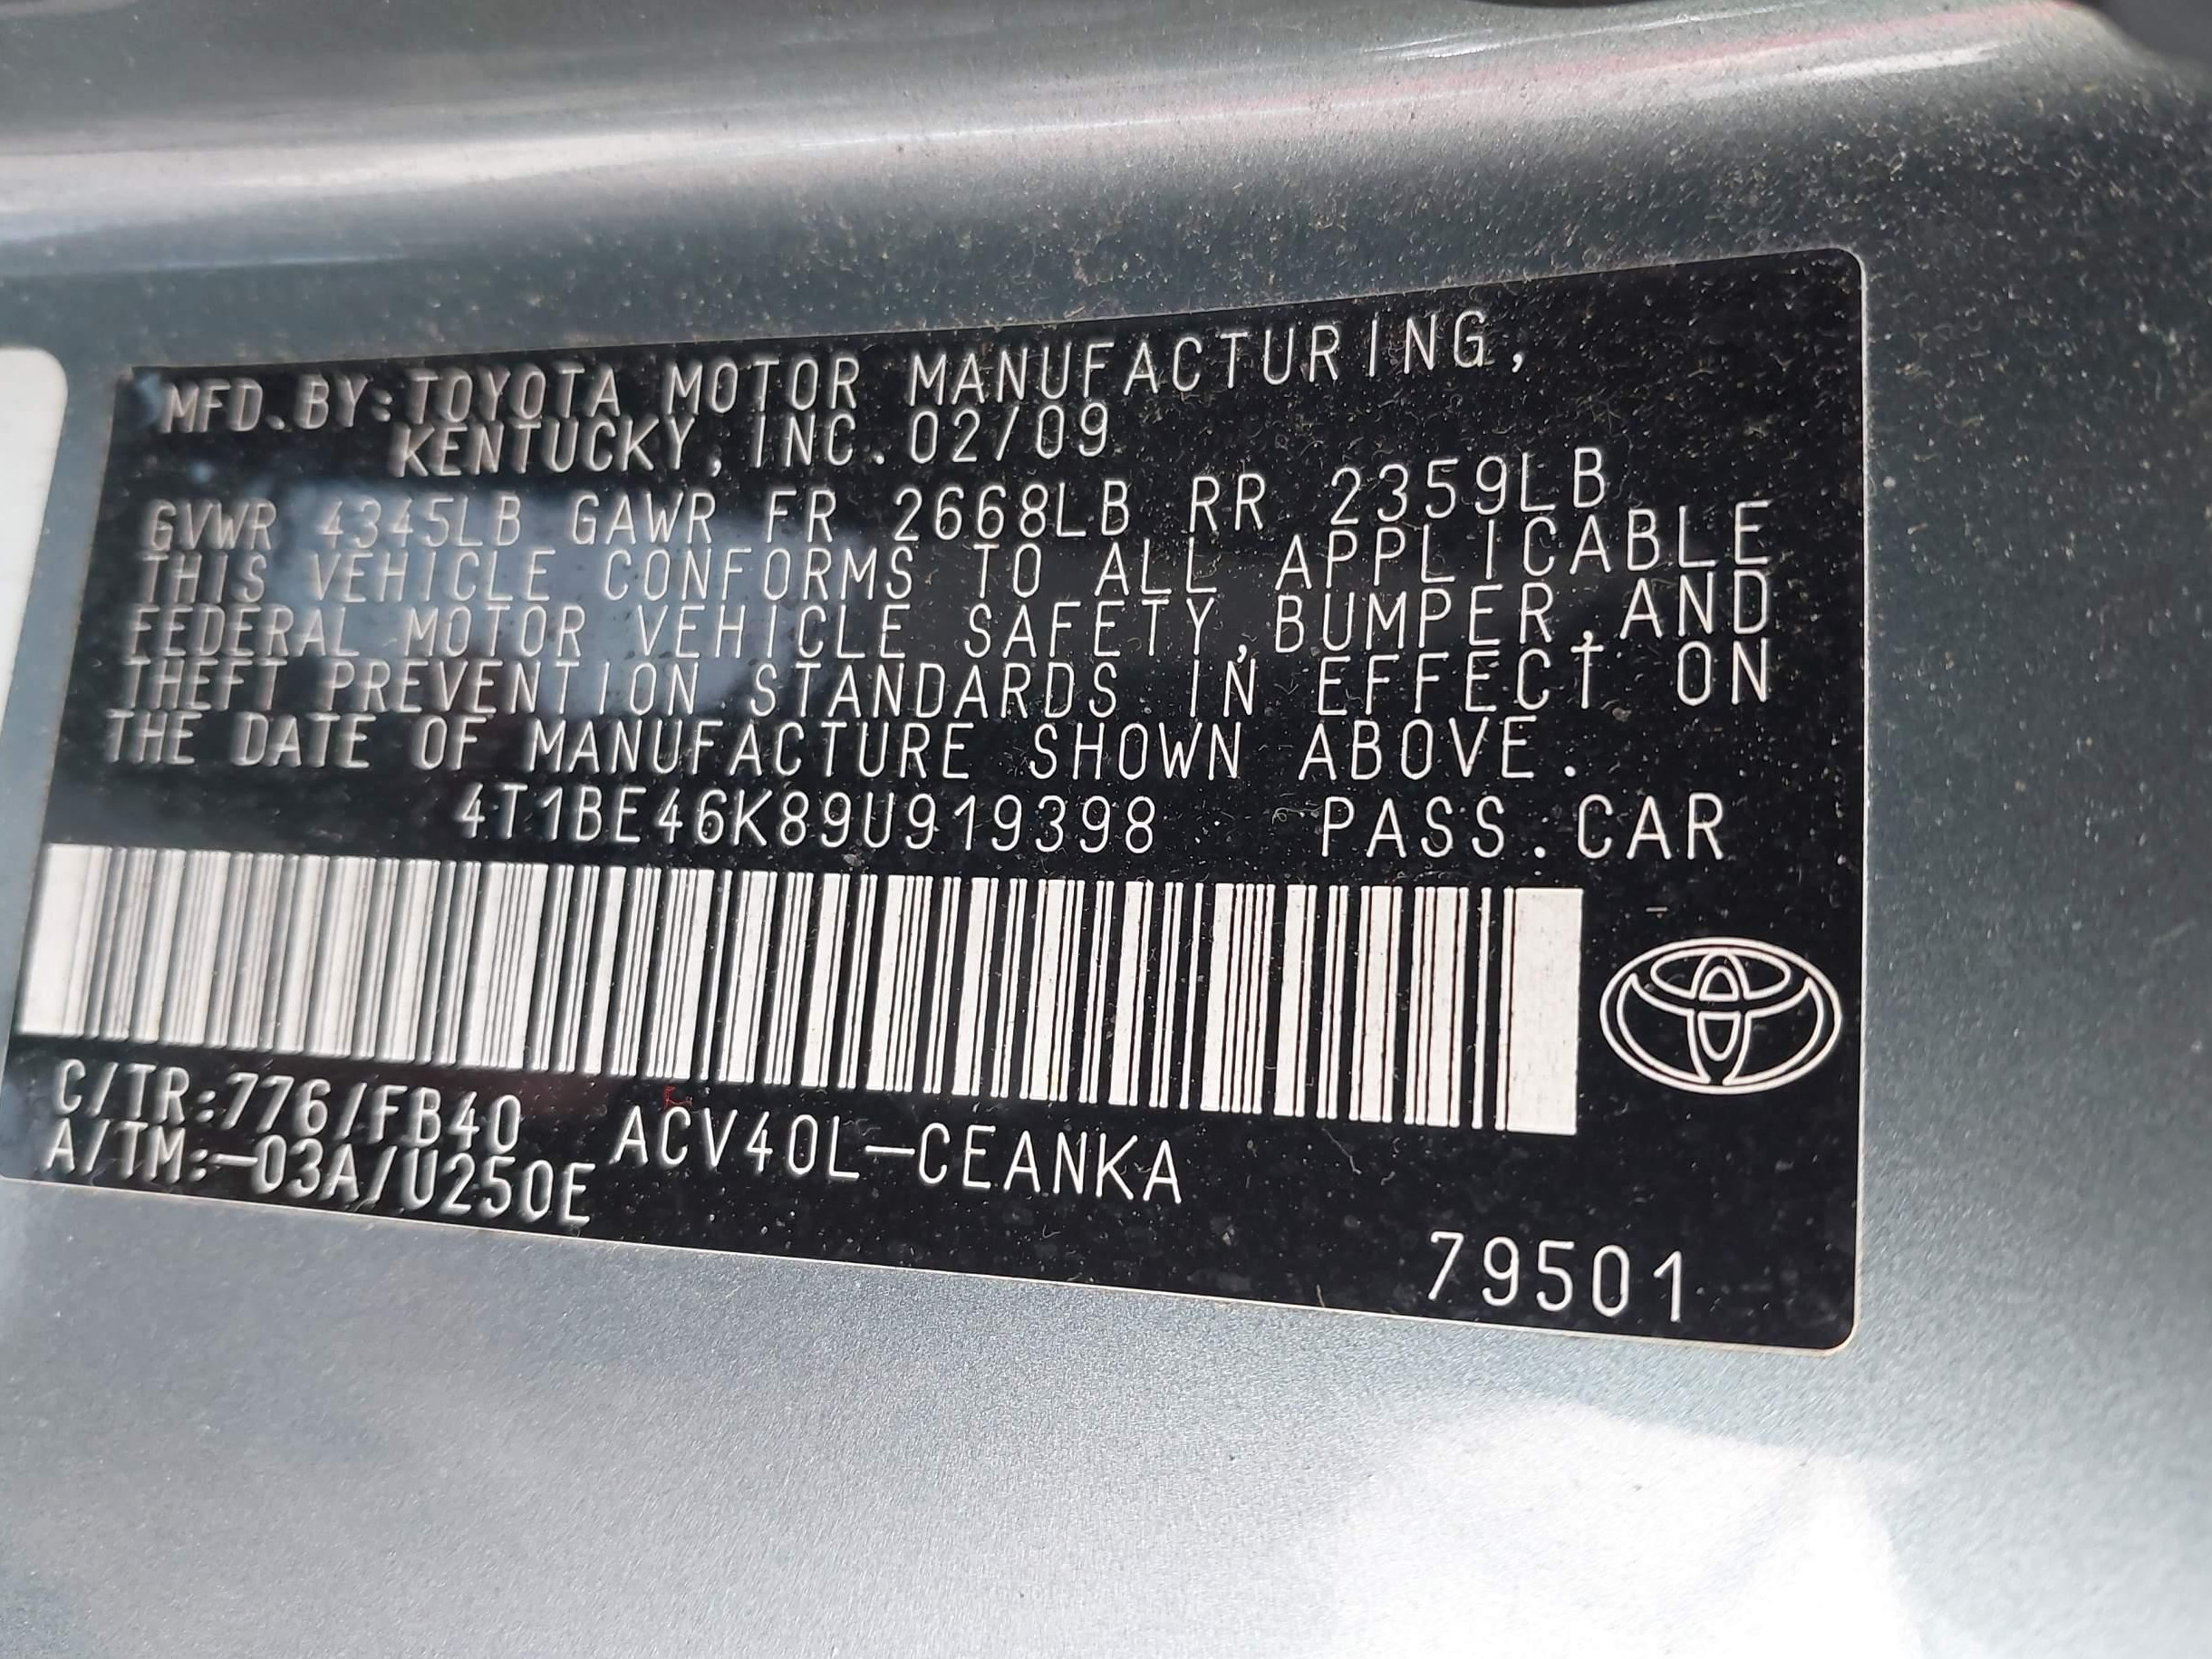 MFD.BY:TOYOTA MOTOR MANUFACTURING,
KENTUCKY, INC. 02/09
GVWR 4345LB GAWR FR 2668LB RR 2359LB
THIS VEHICLE CONFORMS TO ALL APPLICABLE
FEDERAL MOTOR VEHICLE SAFETY,BUMPER,AND
THEFT PREVENTION STANDARDS IN EFFECT ON
THE DATE OF MANUFACTURE SHOWN ABOVE.
4T1BE46K89U919398 PASS.CAR
C/TR:776/FB40 ACV40L-CEANKA
A/TM:-03A/U250E
79501